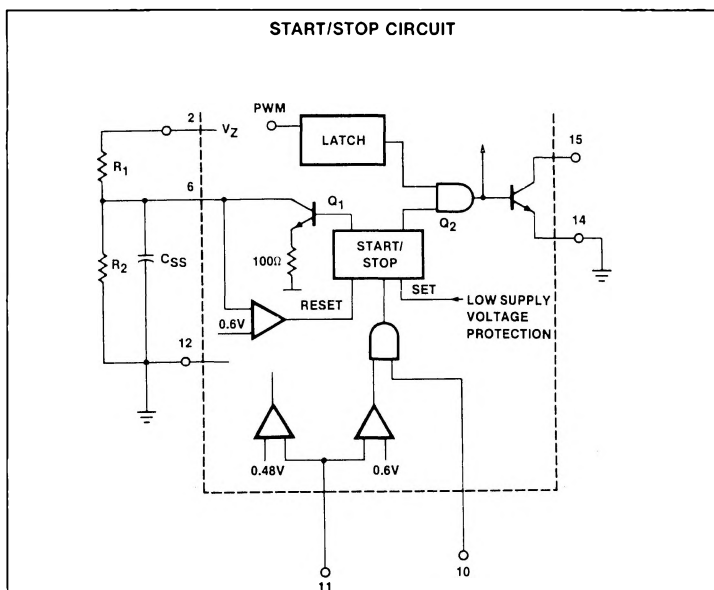 START/STOP CIRCUIT
PWM
2
VZ
LATCH
15
R1
6
Q1
Q2
14
100Ω
START/
STOP
R2
CSS
SET
RESET
LOW SUPPLY
VOLTAGE
PROTECTION
0.6V
12
0.48V
0.6V
11
10